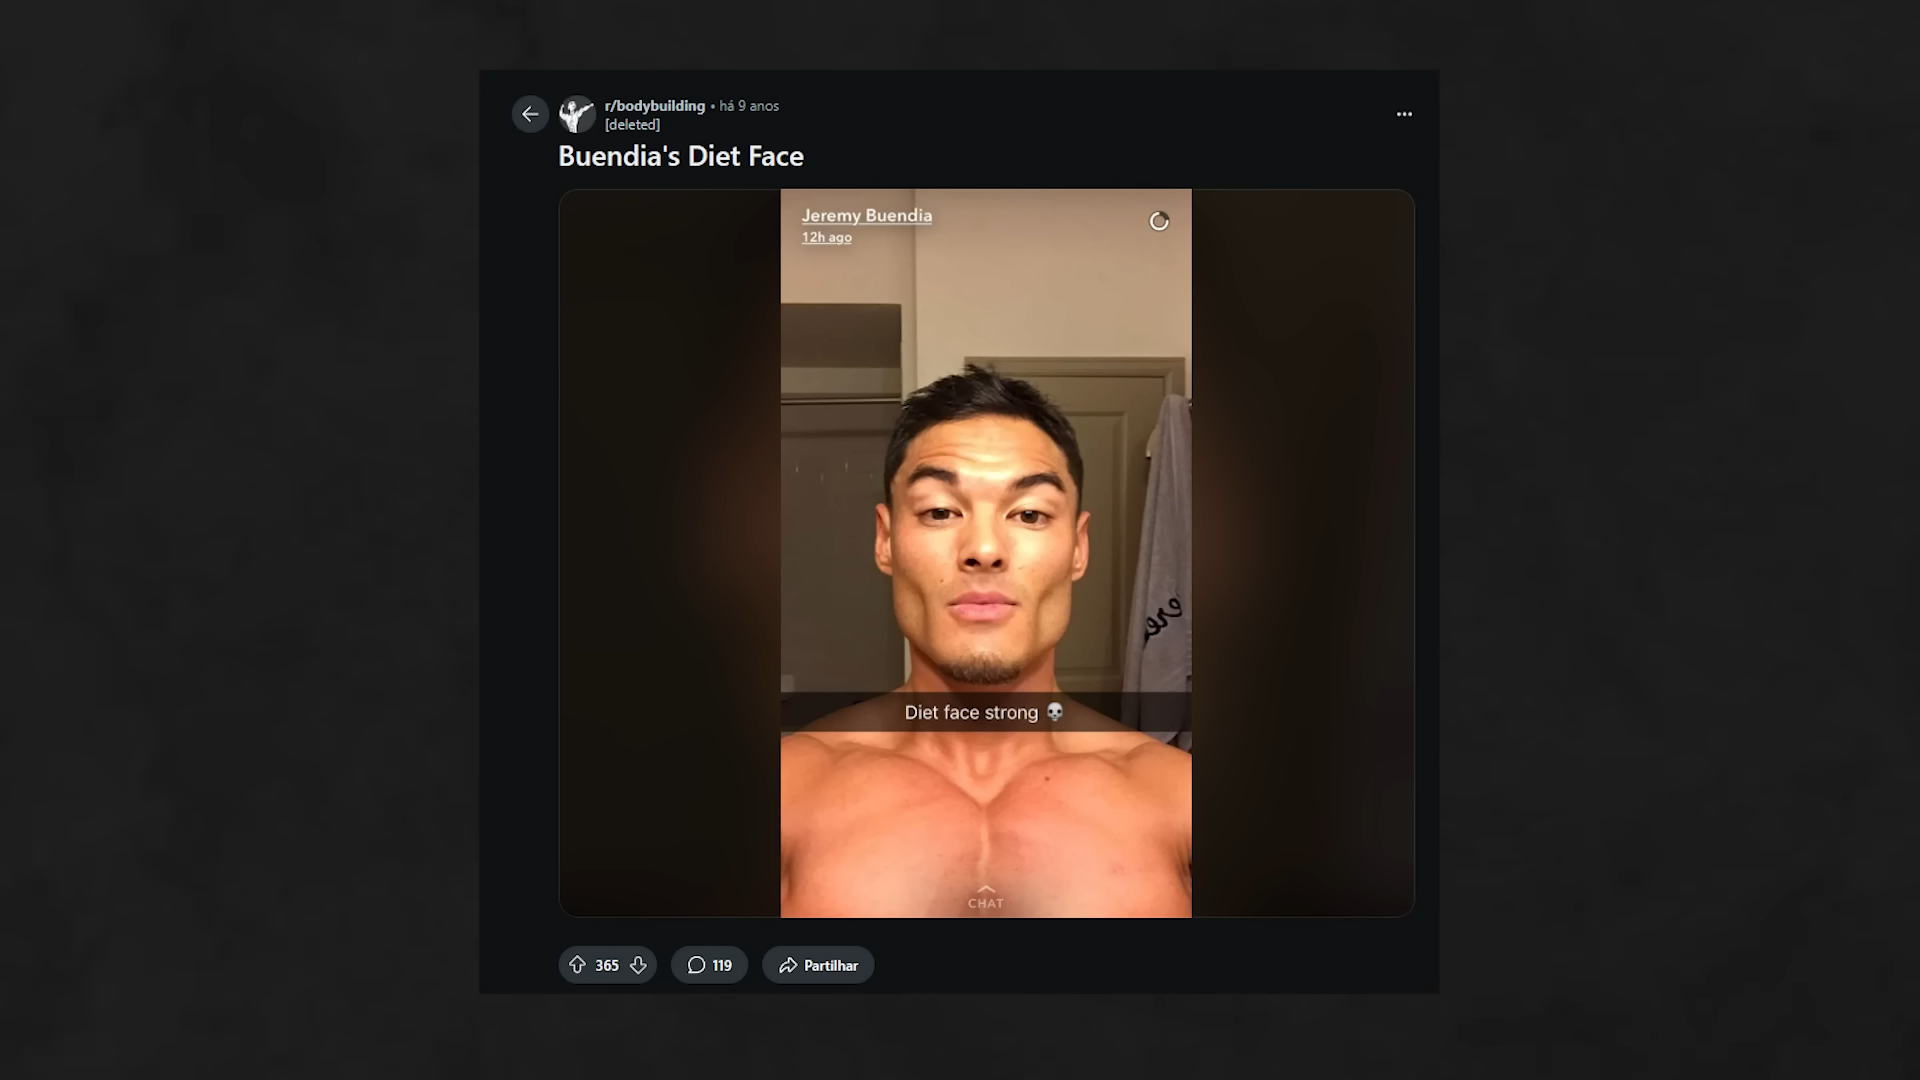 r/bodybuilding • há 9 anos
[deleted]
Buendia's Diet Face
Jeremy Buendia
12h ago
Diet face strong 💀
CHAT
365
119
Partilhar